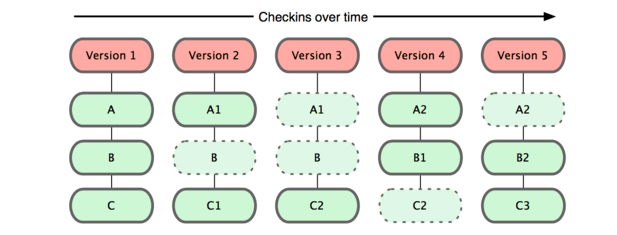 Checkins over time
Version 1 Version 2 Version 3 Version 4 Version 5
A A1 A1 A2 A2
B B B B1 B2
C C1 C2 C2 C3